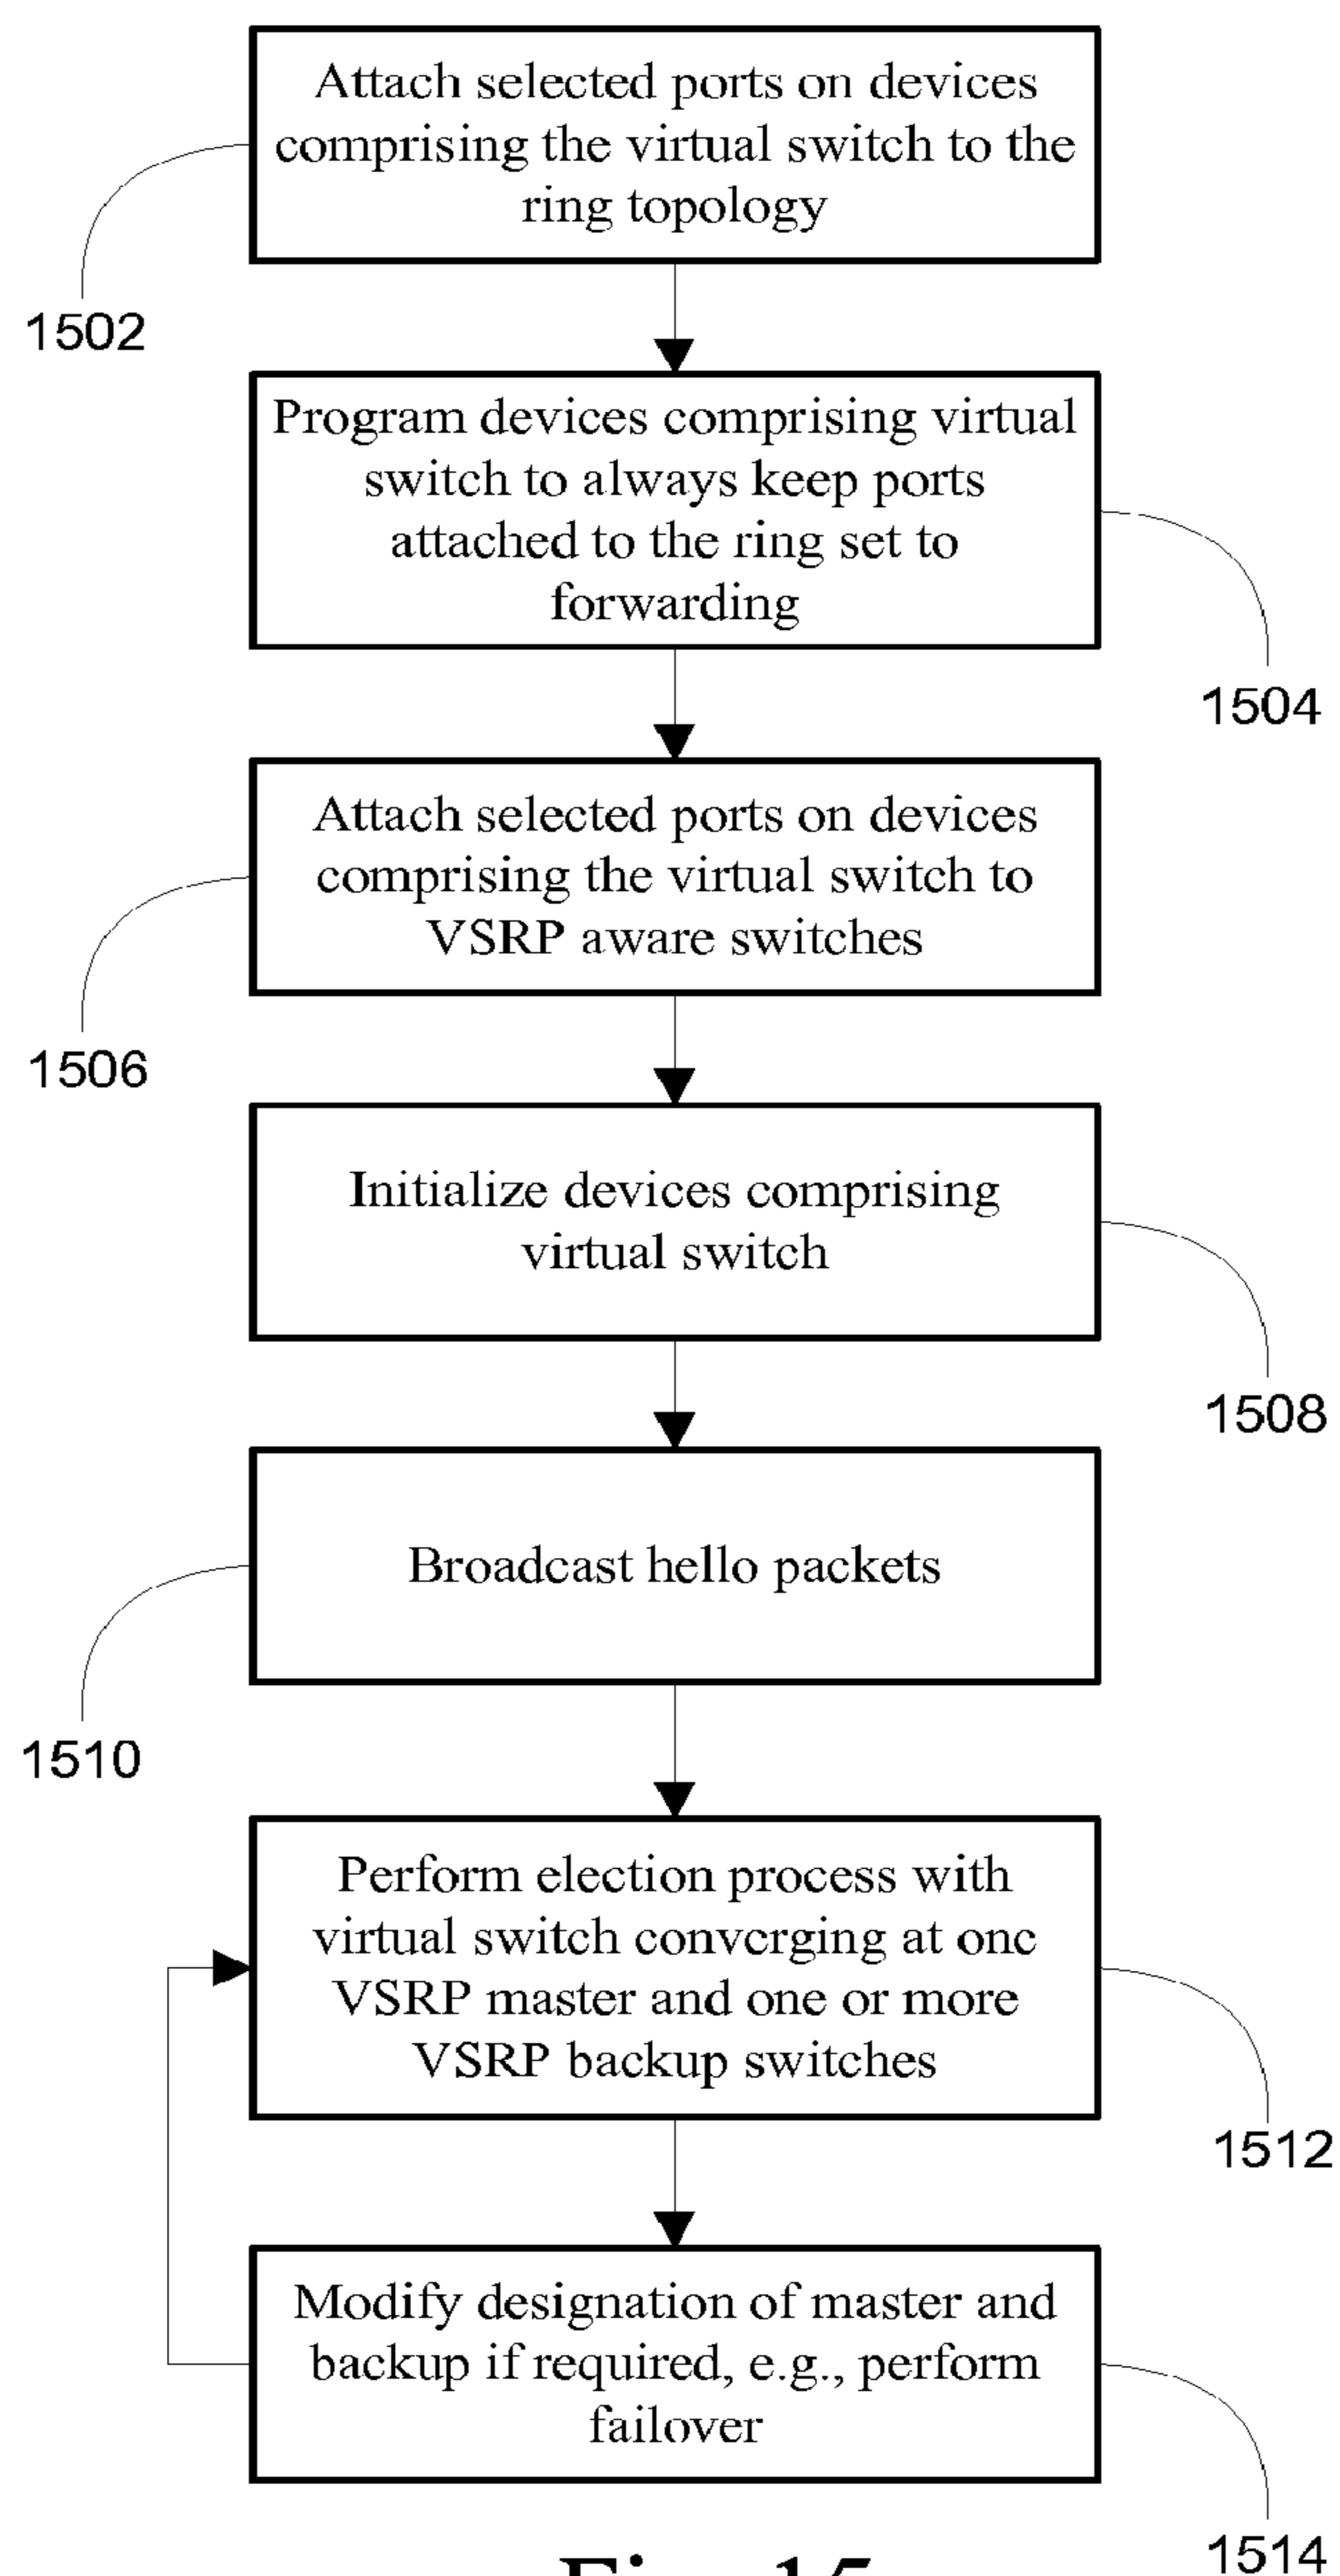 Attach selected ports on devices
comprising the virtual switch to the
ring topology
1502
Program devices comprising virtual
switch to always keep ports
attached to the ring set to
forwarding
1504
Attach selected ports on devices
comprising the virtual switch to
VSRP aware switches
1506
Initialize devices comprising
virtual switch
1508
Broadcast hello packets
1510
Perform election process with
virtual switch converging at one
VSRP master and one or more
VSRP backup switches
1512
Modify designation of master and
backup if required, e.g., perform
failover
1514
Fig. 15